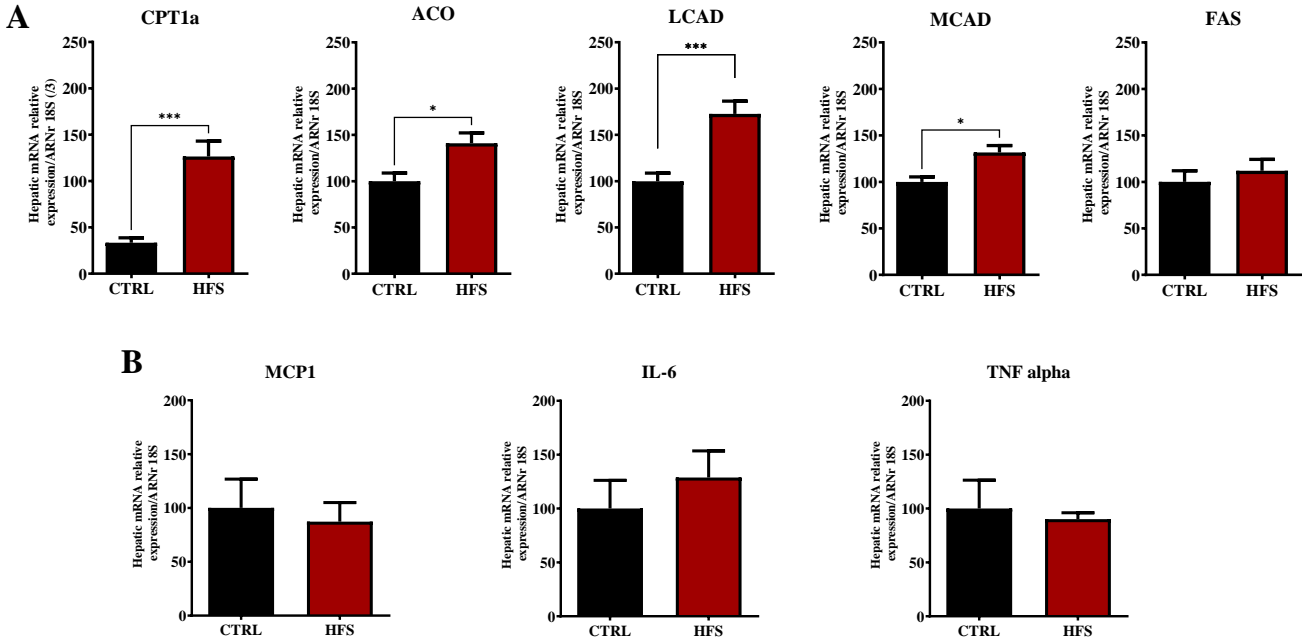 A
CPT1a
Hepatic mRNA relative
expression/ARNr 18S (/3)
250
200
150
100
50
0
***
CTRL HFS
ACO
Hepatic mRNA relative
expression/ARNr 18S
250
200
150
100
50
0
*
CTRL HFS
LCAD
Hepatic mRNA relative
expression/ARNr 18S
250
200
150
100
50
0
***
CTRL HFS
MCAD
Hepatic mRNA relative
expression/ARNr 18S
250
200
150
100
50
0
*
CTRL HFS
FAS
Hepatic mRNA relative
expression/ARNr 18S
250
200
150
100
50
0
CTRL HFS
B
MCP1
Hepatic mRNA relative
expression/ARNr 18S
200
150
100
50
0
CTRL HFS
IL-6
Hepatic mRNA relative
expression/ARNr 18S
200
150
100
50
0
CTRL HFS
TNF alpha
Hepatic mRNA relative
expression/ARNr 18S
200
150
100
50
0
CTRL HFS